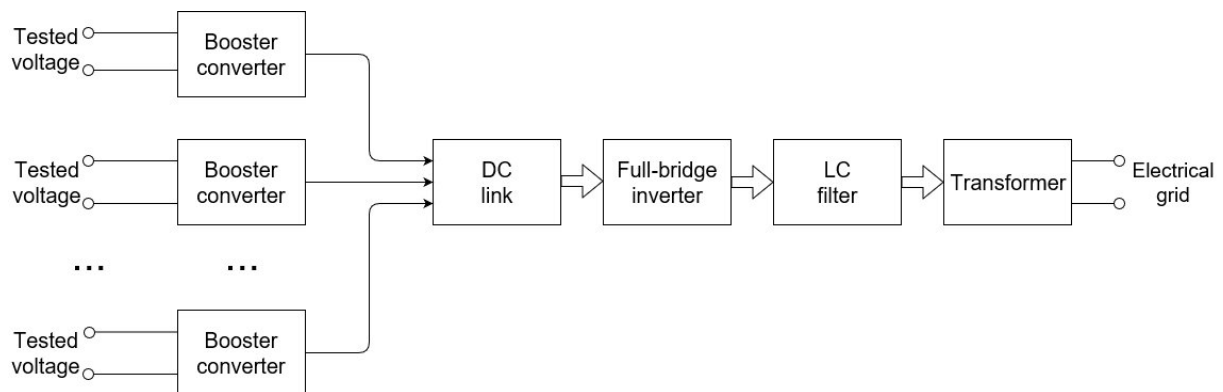 Tested
voltage
Booster
converter
Tested
voltage
Booster
converter
DC
link
Full-bridge
inverter
LC
filter
Transformer
Electrical
grid
... ...
Tested
voltage
Booster
converter